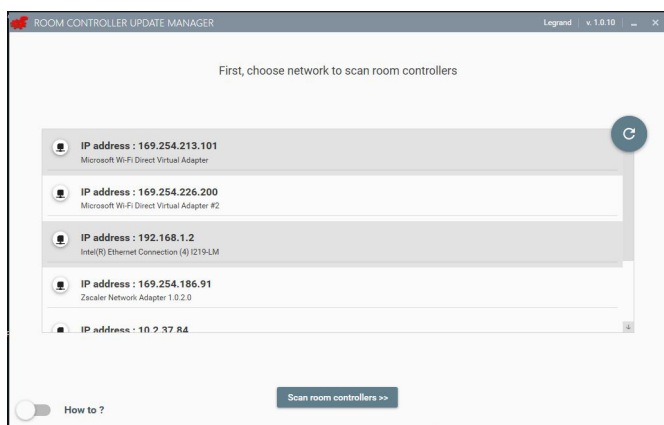 ROOM CONTROLLER UPDATE MANAGER
Legrand
v. 1.0.10
First, choose network to scan room controllers
IP address : 169.254.213.101
Microsoft Wi-Fi Direct Virtual Adapter
IP address : 169.254.226.200
Microsoft Wi-Fi Direct Virtual Adapter #2
IP address : 192.168.1.2
Intel(R) Ethernet Connection (4) I219-LM
IP address : 169.254.186.91
Zscaler Network Adapter 1.0.2.0
IP address : 10.2.37.84
Scan room controllers >>
How to ?